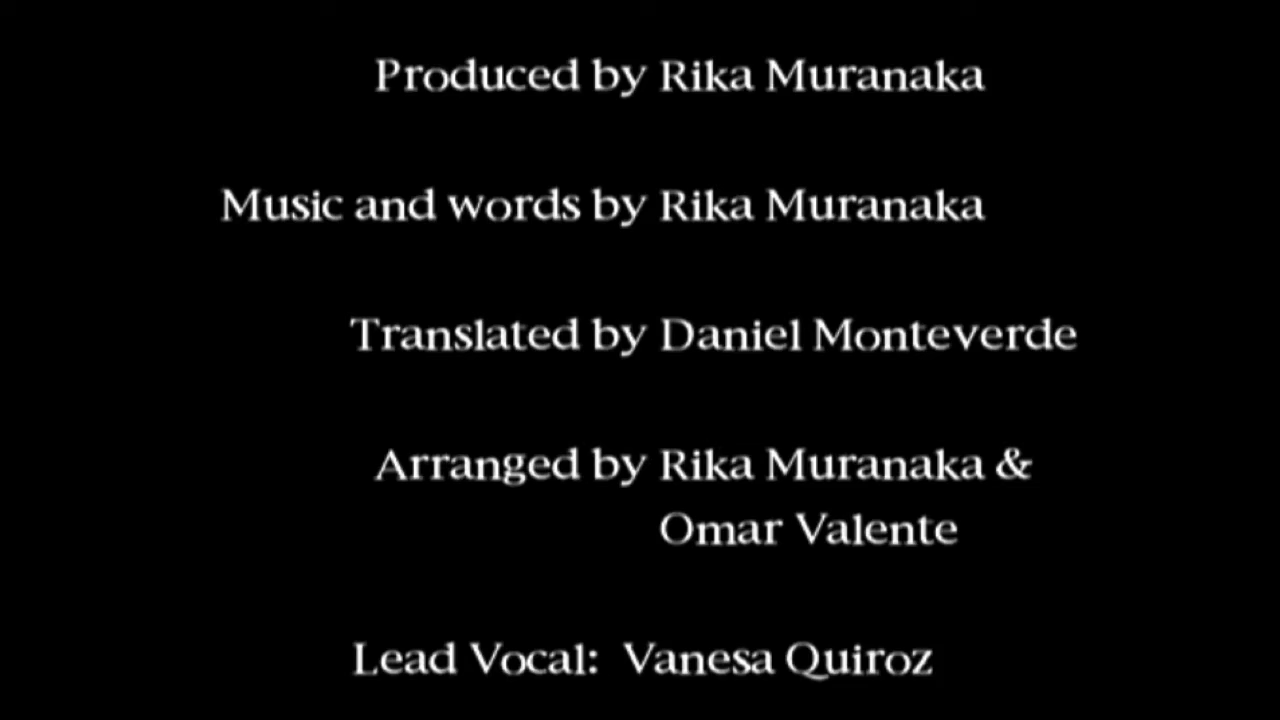 Produced by Rika Muranaka
Music and words by Rika Muranaka
Translated by Daniel Monteverde
Arranged by Rika Muranaka &
Omar Valente
Lead Vocal: Vanesa Quiroz